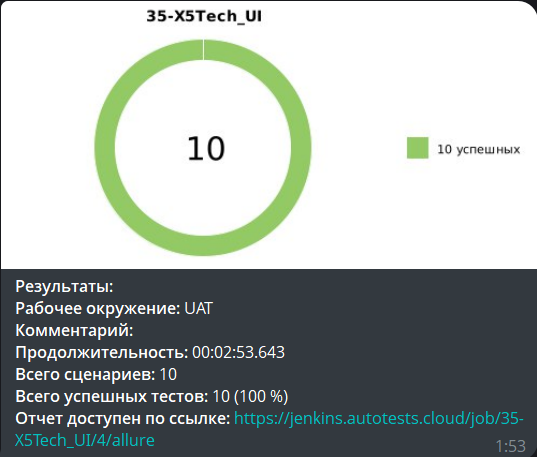 35-X5Tech_UI
10
10 успешных
Результаты:
Рабочее окружение: UAT
Комментарий:
Продолжительность: 00:02:53.643
Всего сценариев: 10
Всего успешных тестов: 10 (100 %)
Отчет доступен по ссылке: https://jenkins.autotests.cloud/job/35-
X5Tech_UI/4/allure
1:53